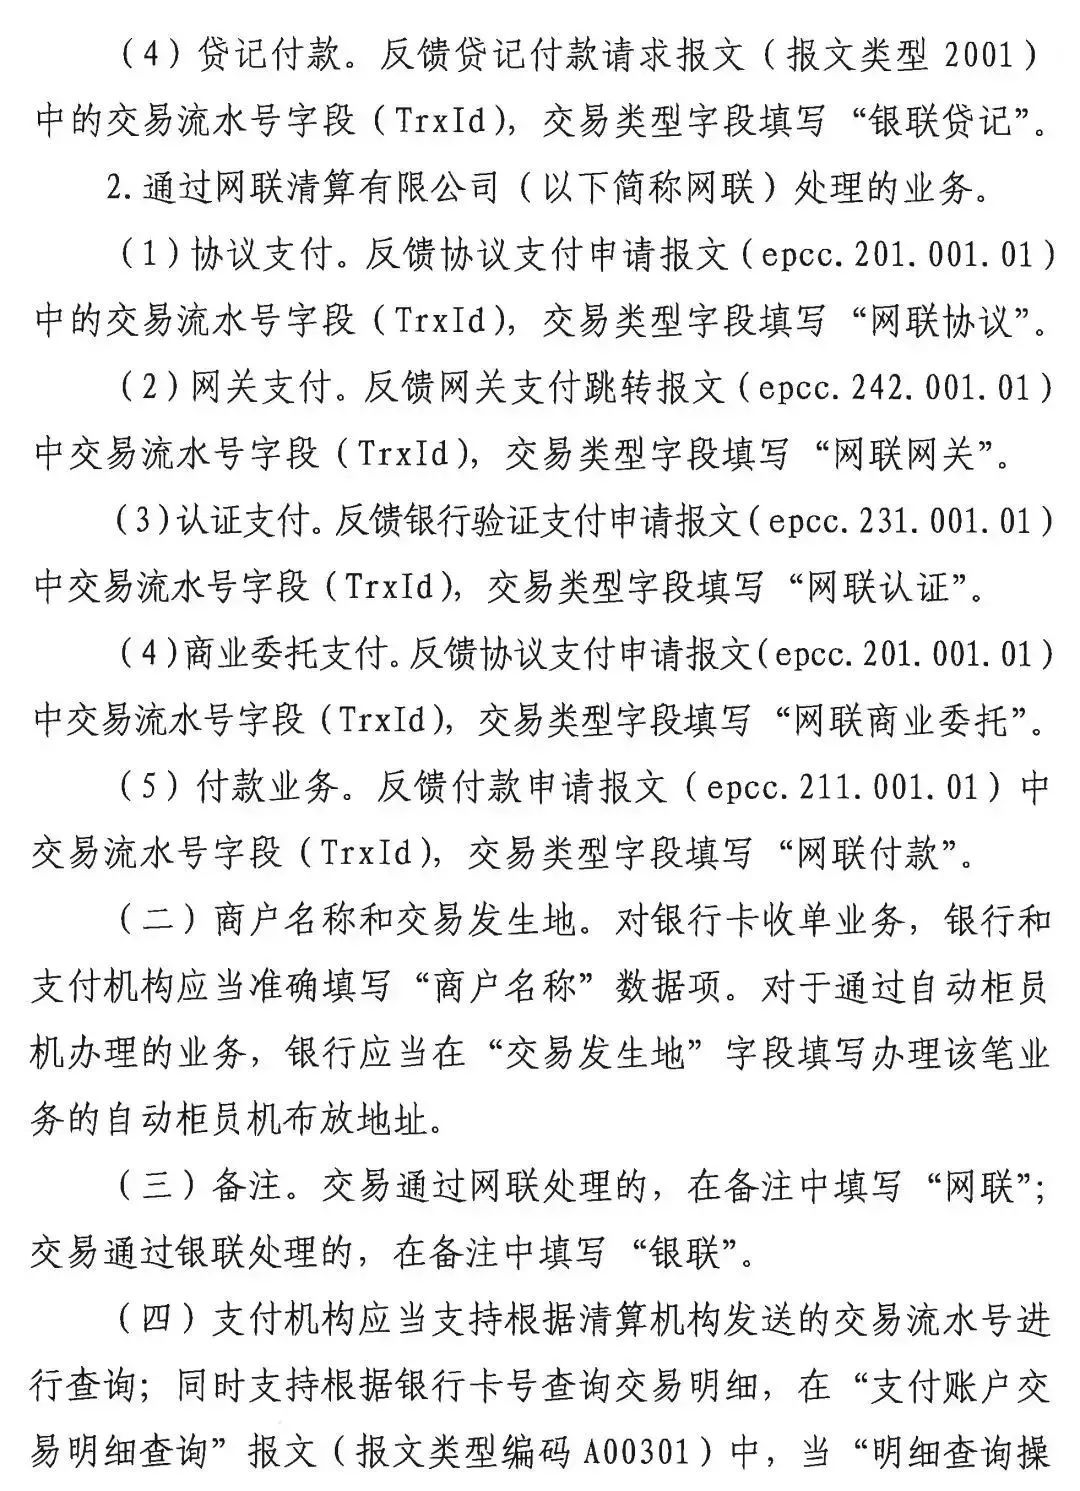 （4）贷记付款。反馈贷记付款请求报文（报文类型 2001）
中的交易流水号字段（TrxId），交易类型字段填写“银联贷记”。
2.通过网联清算有限公司（以下简称网联）处理的业务。
（1）协议支付。反馈协议支付申请报文（epcc.201.001.01）
中的交易流水号字段（TrxId），交易类型字段填写“网联协议”。
（2）网关支付。反馈网关支付跳转报文（epcc.242.001.01）
中交易流水号字段（TrxId），交易类型字段填写“网联网关”。
（3）认证支付。反馈银行验证支付申请报文（epcc.231.001.01）
中交易流水号字段（TrxId），交易类型字段填写“网联认证”。
（4）商业委托支付。反馈协议支付申请报文（epcc.201.001.01）
中交易流水号字段（TrxId），交易类型字段填写“网联商业委托”。
（5）付款业务。反馈付款申请报文（epcc.211.001.01）中
交易流水号字段（TrxId），交易类型字段填写“网联付款”。
（二）商户名称和交易发生地。对银行卡收单业务，银行和
支付机构应当准确填写“商户名称”数据项。对于通过自动柜员
机办理的业务，银行应当在“交易发生地”字段填写办理该笔业
务的自动柜员机布放地址。
（三）备注。交易通过网联处理的，在备注中填写“网联”；
交易通过银联处理的，在备注中填写“银联”。
（四）支付机构应当支持根据清算机构发送的交易流水号进
行查询；同时支持根据银行卡号查询交易明细，在“支付账户交
易明细查询”报文（报文类型编码 A00301）中，当“明细查询操